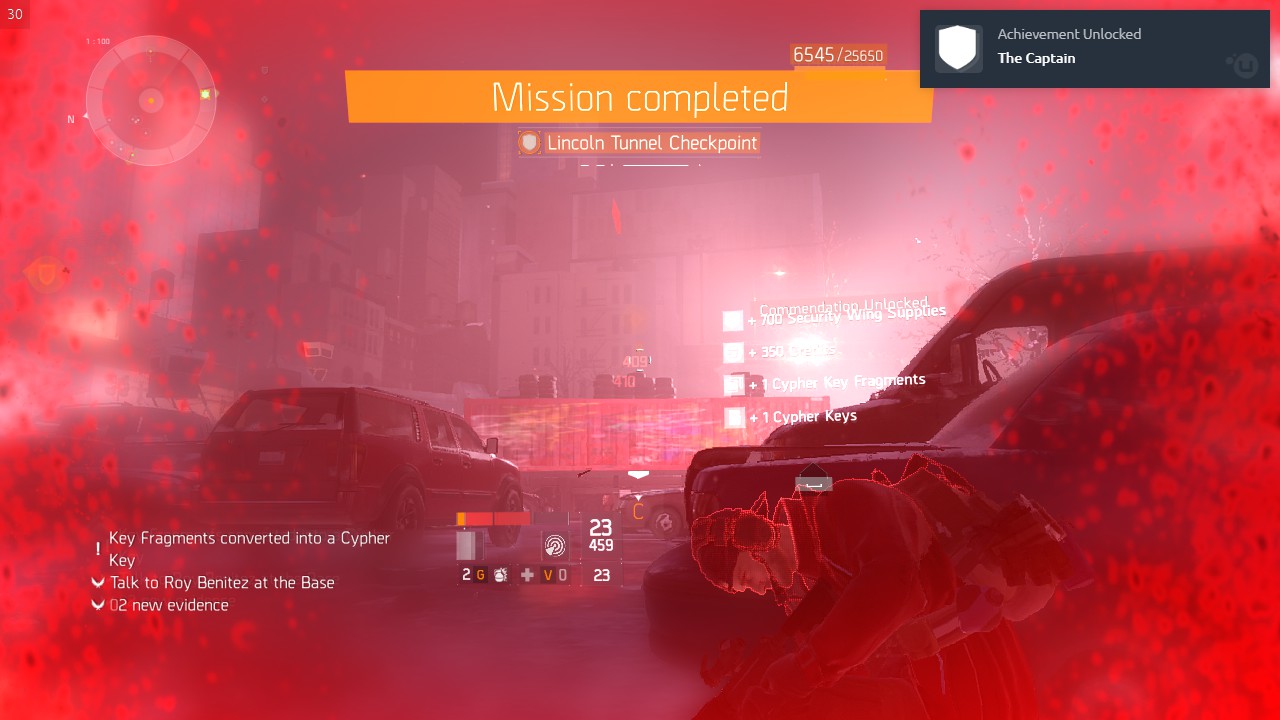 30
Achievement Unlocked
The Captain
1 : 100
N
6545/25650
Mission completed
Lincoln Tunnel Checkpoint
Commendation Unlocked
+ 700 Security Wing Supplies
+ 350 Credits
+ 1 Cypher Key Fragments
+ 1 Cypher Keys
409
410
C
! Key Fragments converted into a Cypher
Key
Talk to Roy Benitez at the Base
02 new evidence
23
459
2 G
V 0
23